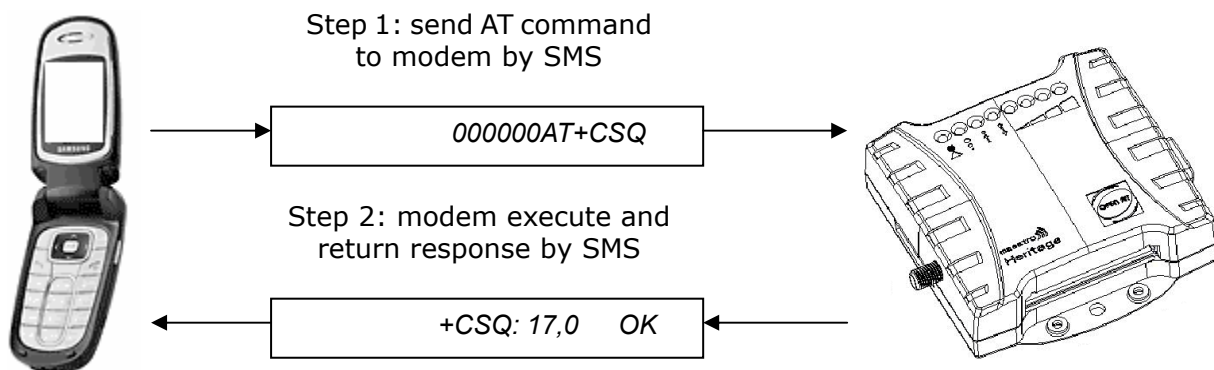 Step 1: send AT command
to modem by SMS
000000AT+CSQ
Step 2: modem execute and
return response by SMS
+CSQ: 17,0 OK
SAMSUNG
OPEN AT
maestro
Heritage